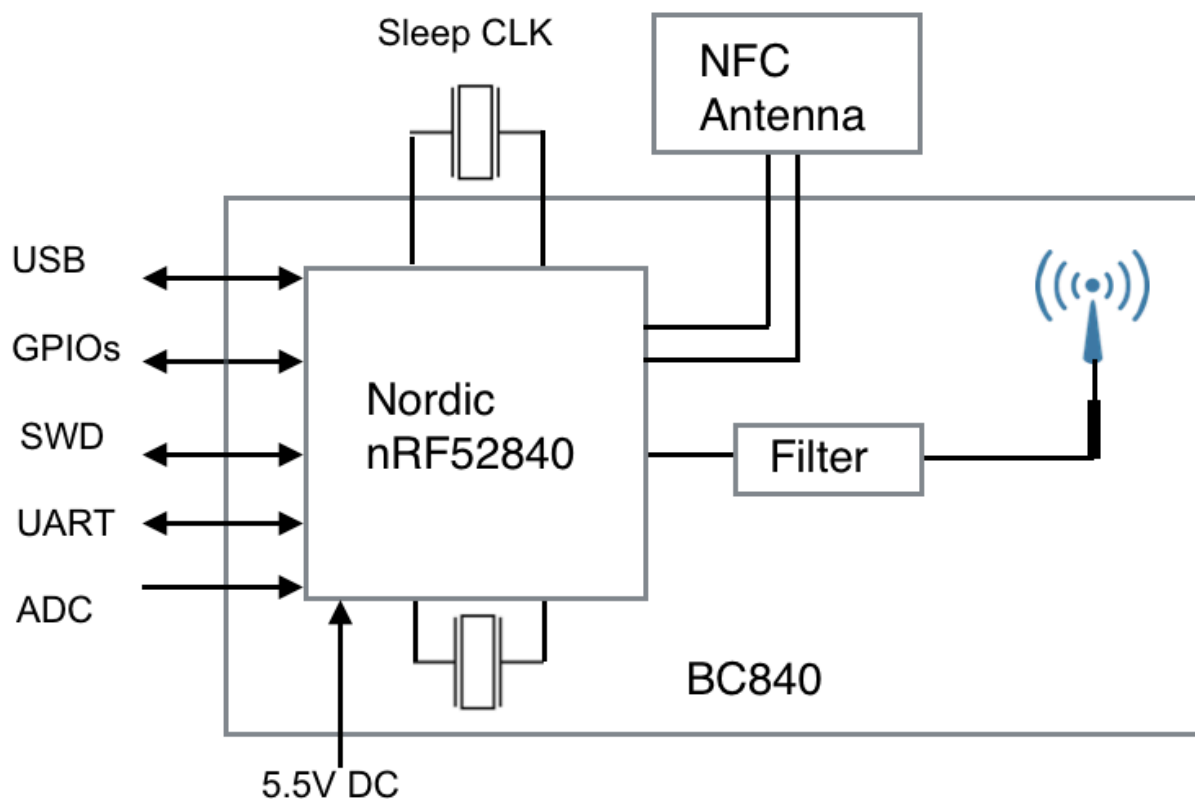 Sleep CLK
NFC
Antenna
USB
GPIOs
SWD
UART
ADC
Nordic
nRF52840
Filter
BC840
5.5V DC